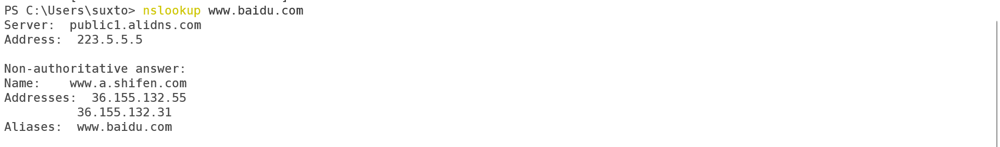 PS C:\Users\suxto> nslookup www.baidu.com
Server:  public1.alidns.com
Address:  223.5.5.5

Non-authoritative answer:
Name:    www.a.shifen.com
Addresses:  36.155.132.55
          36.155.132.31
Aliases:  www.baidu.com